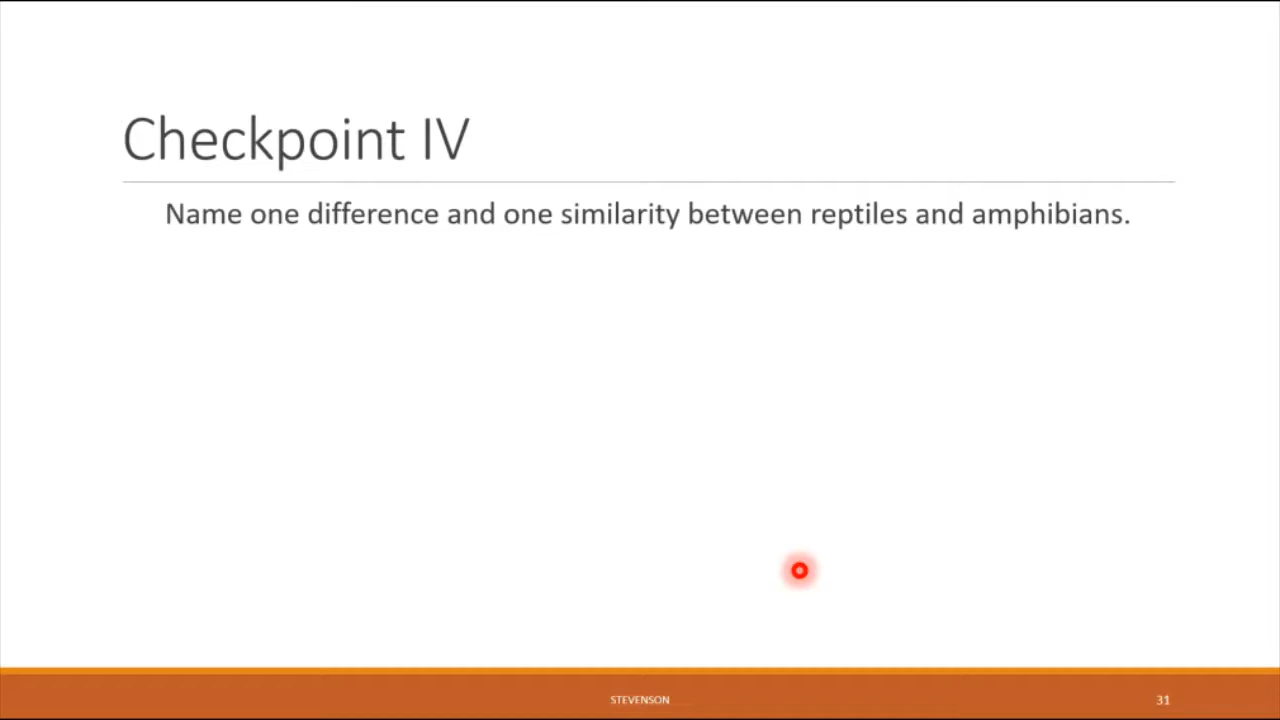 Checkpoint IV
Name one difference and one similarity between reptiles and amphibians.
STEVENSON
31